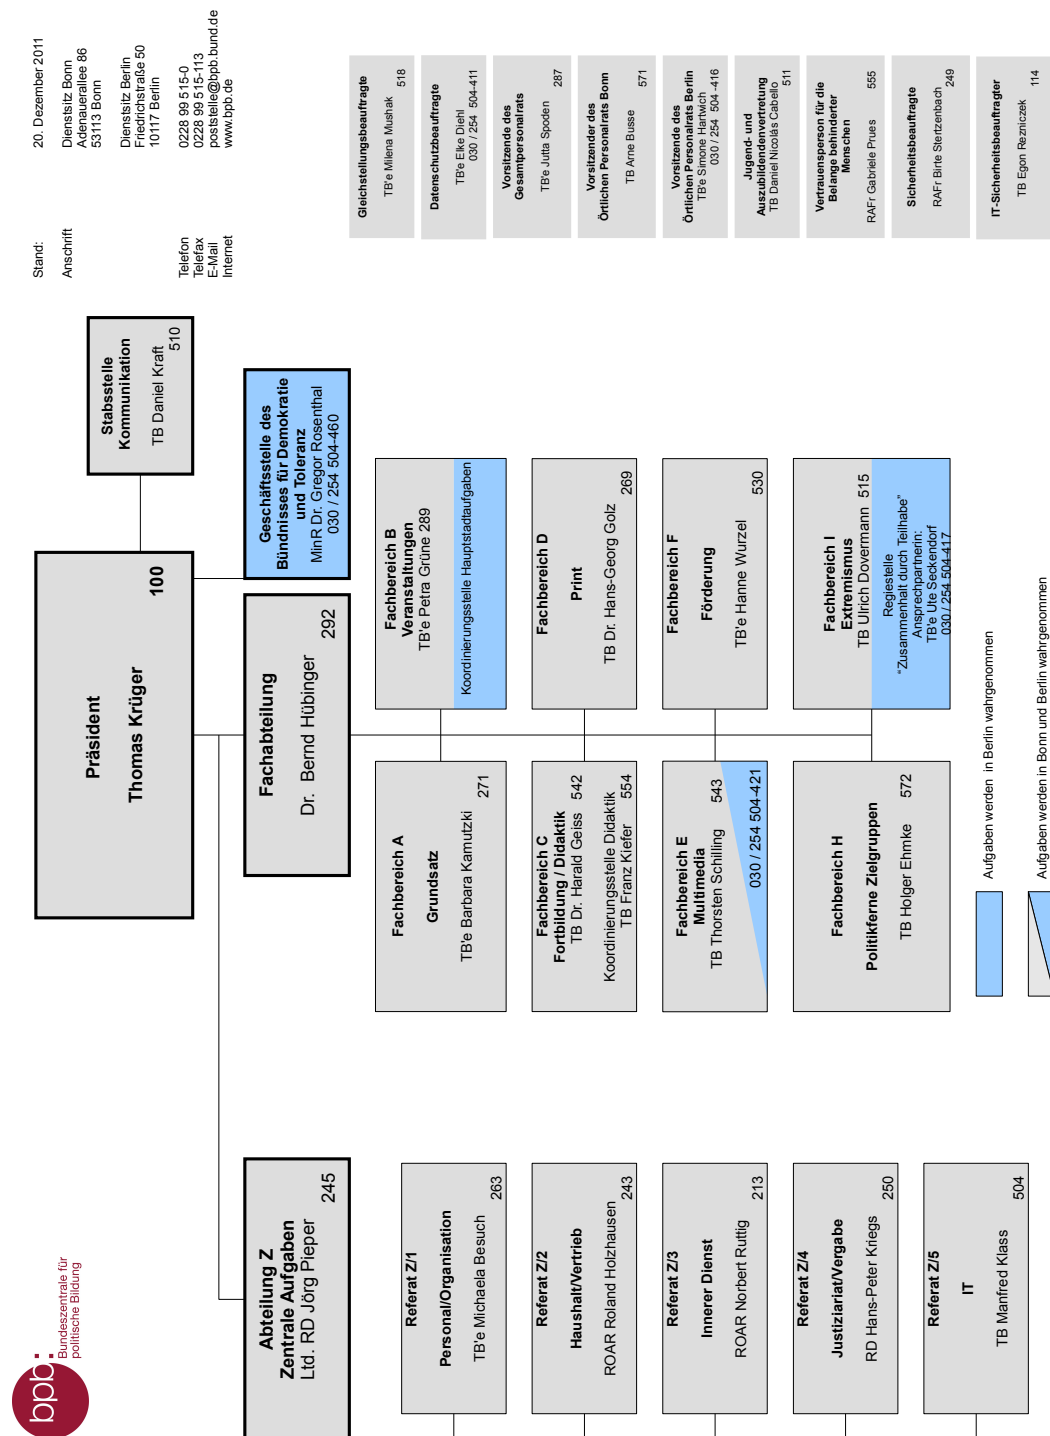 bpb:
Bundeszentrale für
politische Bildung
Präsident
Thomas Krüger
100
Stabsstelle
Kommunikation
TB Daniel Kraft
510
Stand:
20. Dezember 2011
Anschrift
Dienstsitz Bonn
Adenauerallee 86
53113 Bonn
Dienstsitz Berlin
Friedrichstraße 50
10117 Berlin
Telefon
0228 99 515-0
Telefax
0228 99 515-113
E-Mail
poststelle@bpb.bund.de
Internet
www.bpb.de
Abteilung Z
Zentrale Aufgaben
Ltd. RD Jörg Pieper
245
Fachabteilung
Dr. Bernd Hübinger
292
Geschäftsstelle des
Bündnisses für Demokratie
und Toleranz
MinR Dr. Gregor Rosenthal
030 / 254 504-460
Referat Z/1
Personal/Organisation
TB'e Michaela Besuch
263
Referat Z/2
Haushalt/Vertrieb
ROAR Roland Holzhausen
243
Referat Z/3
Innerer Dienst
ROAR Norbert Ruttig
213
Referat Z/4
Justiziariat/Vergabe
RD Hans-Peter Kriegs
250
Referat Z/5
IT
TB Manfred Klass
504
Fachbereich A
Grundsatz
TB'e Barbara Kamutzki
271
Fachbereich B
Veranstaltungen
TB'e Petra Grüne 289
Koordinierungsstelle Hauptstadtaufgaben
Fachbereich C
Fortbildung / Didaktik
TB Dr. Harald Geiss 542
Koordinierungsstelle Didaktik
TB Franz Kiefer 554
Fachbereich D
Print
TB Dr. Hans-Georg Golz
269
Fachbereich E
Multimedia
TB Thorsten Schilling 543
030 / 254 504-421
Fachbereich F
Förderung
TB'e Hanne Wurzel
530
Fachbereich H
Politikferne Zielgruppen
TB Holger Ehmke 572
Fachbereich I
Extremismus
TB Ulrich Dovermann 515
Regiestelle
"Zusammenhalt durch Teilhabe"
Ansprechpartnerin:
TB'e Ute Seckendorf
030 / 254 504-417
Aufgaben werden in Berlin wahrgenommen
Aufgaben werden in Bonn und Berlin wahrgenommen
Gleichstellungsbeauftragte
TB'e Milena Mushak 518
Datenschutzbeauftragte
TB'e Elke Diehl
030 / 254 504-411
Vorsitzende des
Gesamtpersonalrats
TB'e Jutta Spoden 287
Vorsitzender des
Örtlichen Personalrats Bonn
TB Arne Busse 571
Vorsitzende des
Örtlichen Personalrats Berlin
TB'e Simone Hartwich
030 / 254 504 -416
Jugend- und
Auszubildendenvertretung
TB Daniel Nicolás Cabello
511
Vertrauensperson für die
Belange behinderter
Menschen
RAFr Gabriele Prues 555
Sicherheitsbeauftragte
RAFr Birte Stertzenbach
249
IT-Sicherheitsbeauftragter
TB Egon Rezniczek 114